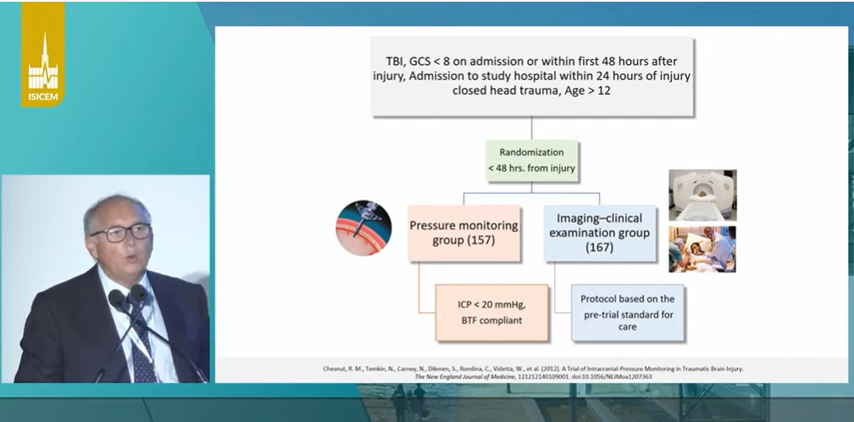 ISICEM
TBI, GCS < 8 on admission or within first 48 hours after
injury, Admission to study hospital within 24 hours of injury
closed head trauma, Age > 12
Randomization
< 48 hrs. from injury
Pressure monitoring
group (157)
Imaging–clinical
examination group
(167)
ICP < 20 mmHg,
BTF compliant
Protocol based on the
pre-trial standard for
care
Chesnut, R. M., Temkin, N., Carney, N., Dikmen, S., Rondina, C., Videtta, W., et al. (2012). A Trial of Intracranial-Pressure Monitoring in Traumatic Brain Injury.
The New England Journal of Medicine, 121212140109001. doi:10.1056/NEJMoa1207363